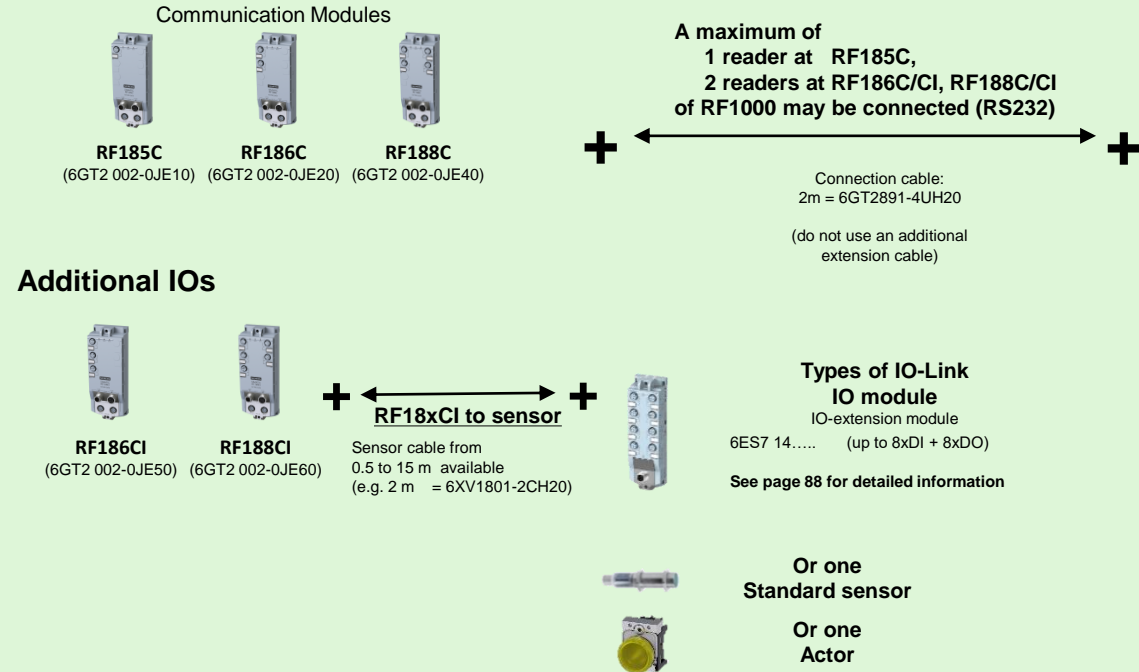 Communication Modules
RF185C
(6GT2 002-0JE10)
RF186C
(6GT2 002-0JE20)
RF188C
(6GT2 002-0JE40)
+
A maximum of
1 reader at RF185C,
2 readers at RF186C/CI, RF188C/CI
of RF1000 may be connected (RS232)
+
Connection cable:
2m = 6GT2891-4UH20
(do not use an additional
extension cable)
Additional IOs
RF186CI
(6GT2 002-0JE50)
RF188CI
(6GT2 002-0JE60)
+
RF18xCI to sensor
Sensor cable from
0.5 to 15 m available
(e.g. 2 m = 6XV1801-2CH20)
+
Types of IO-Link
IO module
IO-extension module
6ES7 14….. (up to 8xDI + 8xDO)
See page 88 for detailed information
Or one
Standard sensor
Or one
Actor